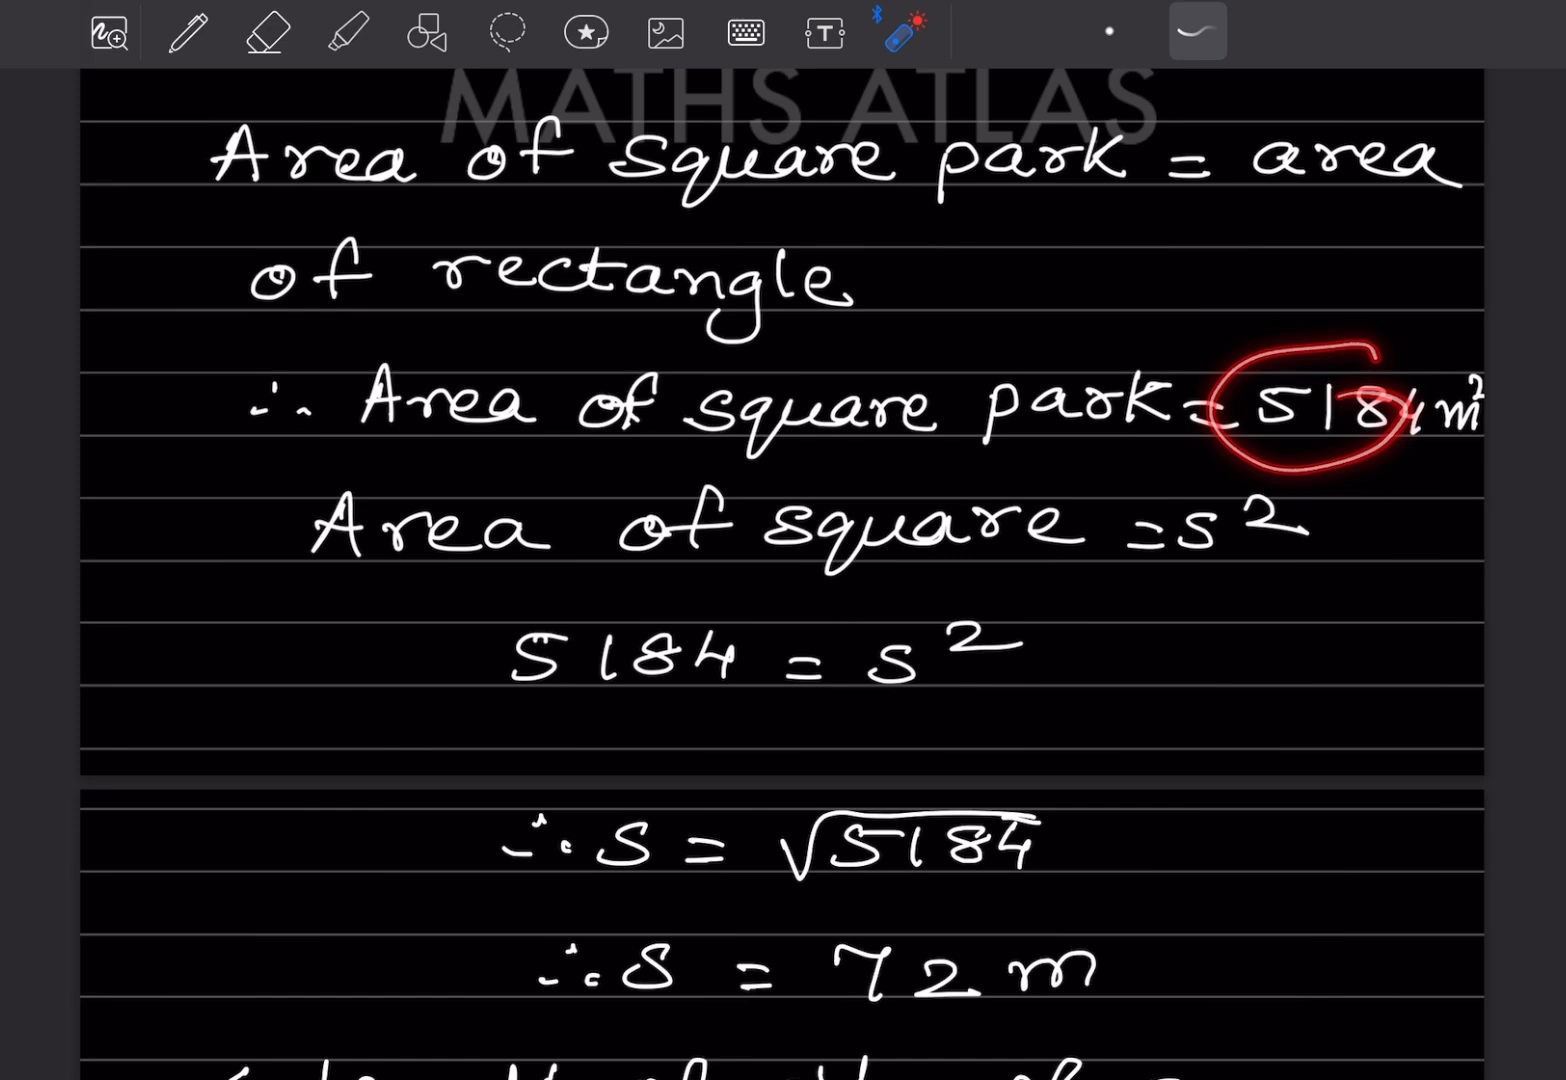 MATHS ATLAS
Area of square park = area
of rectangle
∴ Area of square park = 5184 m²
Area of square = s²
5184 = s²
∴ s = √5184
∴ s = 72 m